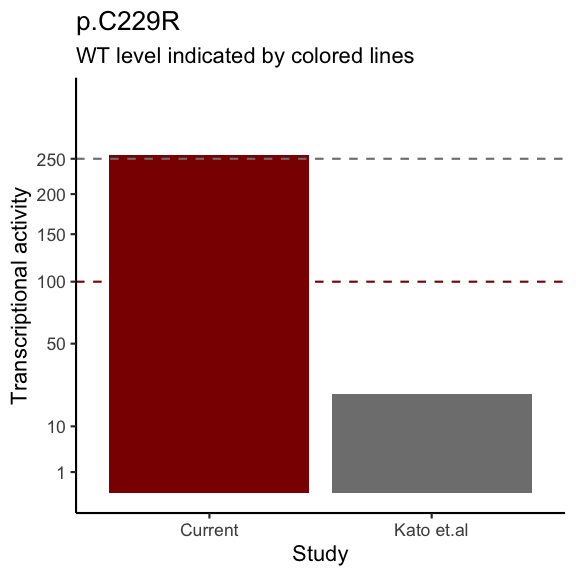 p.C229R
WT level indicated by colored lines
250
200
150
100
50
10
1
Transcriptional activity
Current
Kato et.al
Study